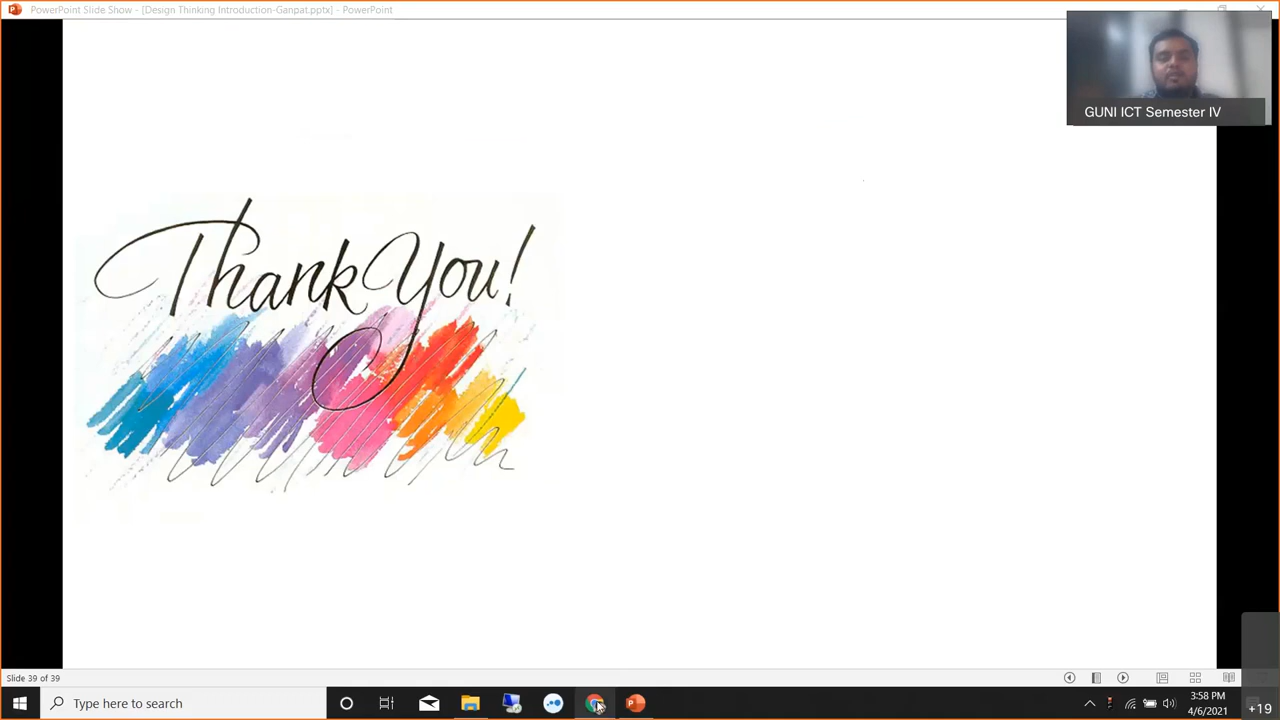 PowerPoint Slide Show - [Design Thinking Introduction-Ganpat.pptx] - PowerPoint
GUNI ICT Semester IV
Thank You!
Slide 39 of 39
Type here to search
3:58 PM
4/6/2021
+19